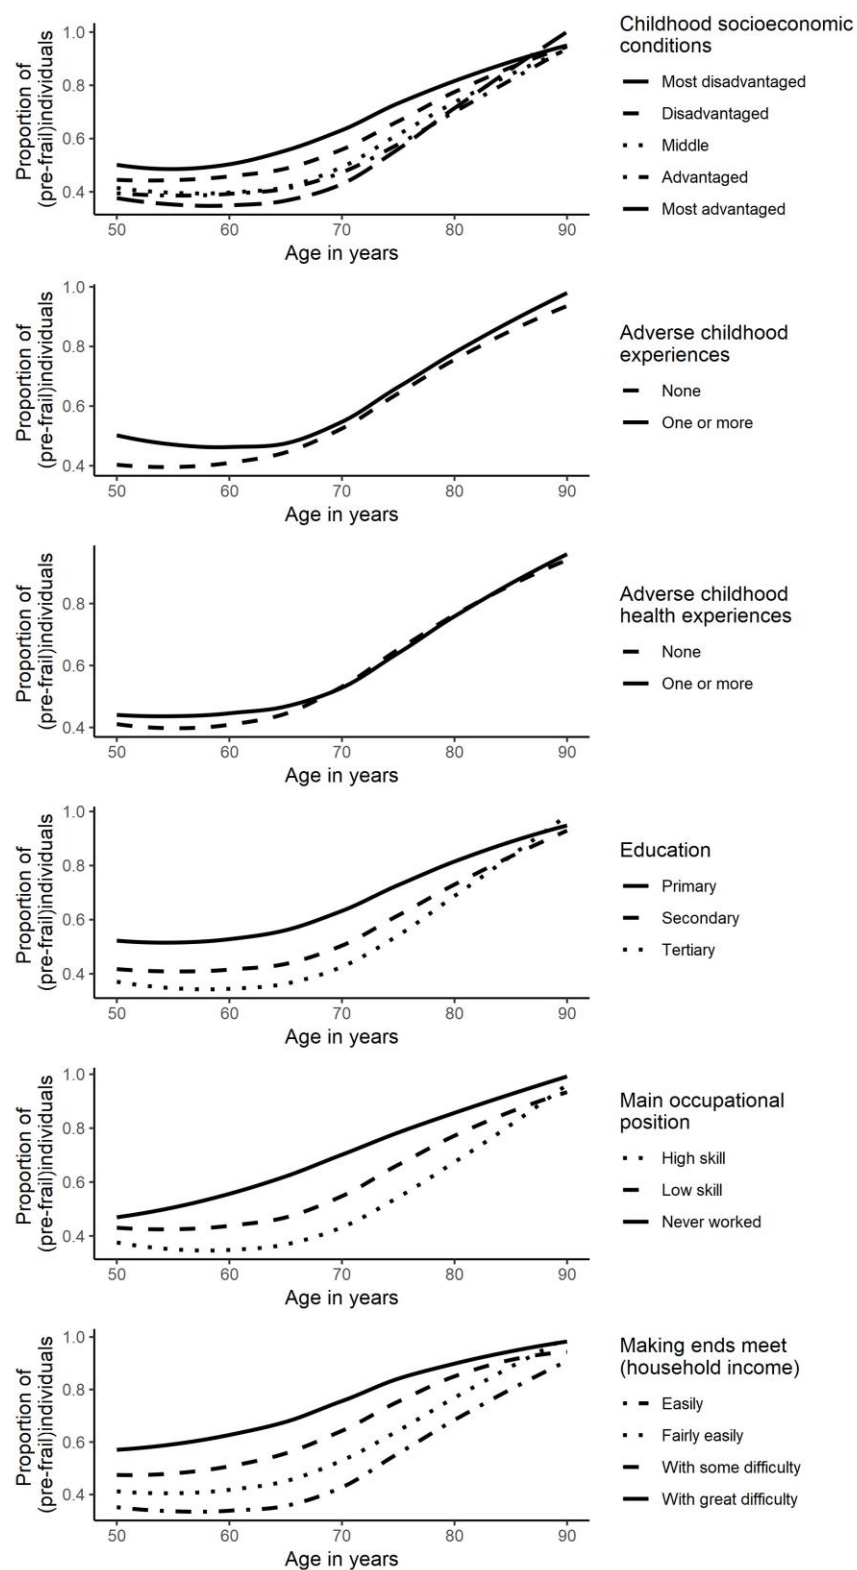 Childhood socioeconomic
conditions
Most disadvantaged
Disadvantaged
Middle
Advantaged
Most advantaged
Proportion of
(pre-frail)individuals
1.0
0.8
0.6
0.4
50 60 70 80 90
Age in years
Adverse childhood
experiences
None
One or more
Proportion of
(pre-frail)individuals
1.0
0.8
0.6
0.4
50 60 70 80 90
Age in years
Adverse childhood
health experiences
None
One or more
Proportion of
(pre-frail)individuals
0.8
0.6
0.4
50 60 70 80 90
Age in years
Education
Primary
Secondary
Tertiary
Proportion of
(pre-frail)individuals
1.0
0.8
0.6
0.4
50 60 70 80 90
Age in years
Main occupational
position
High skill
Low skill
Never worked
Proportion of
(pre-frail)individuals
1.0
0.8
0.6
0.4
50 60 70 80 90
Age in years
Making ends meet
(household income)
Easily
Fairly easily
With some difficulty
With great difficulty
Proportion of
(pre-frail)individuals
1.0
0.8
0.6
0.4
50 60 70 80 90
Age in years